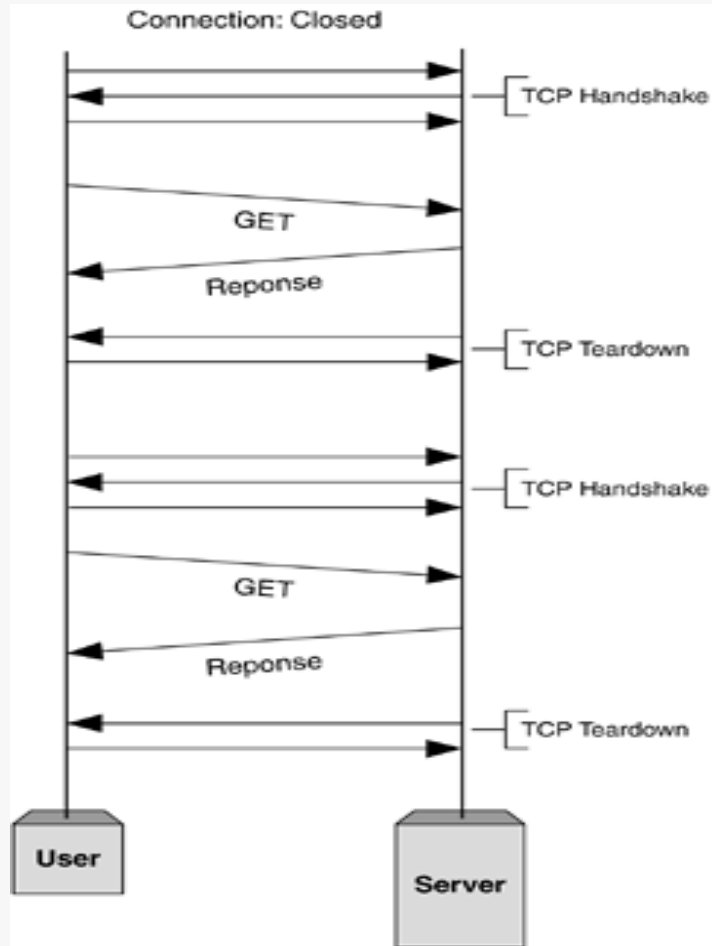 Connection: Closed
TCP Handshake
GET
Reponse
TCP Teardown
TCP Handshake
GET
Reponse
TCP Teardown
User
Server